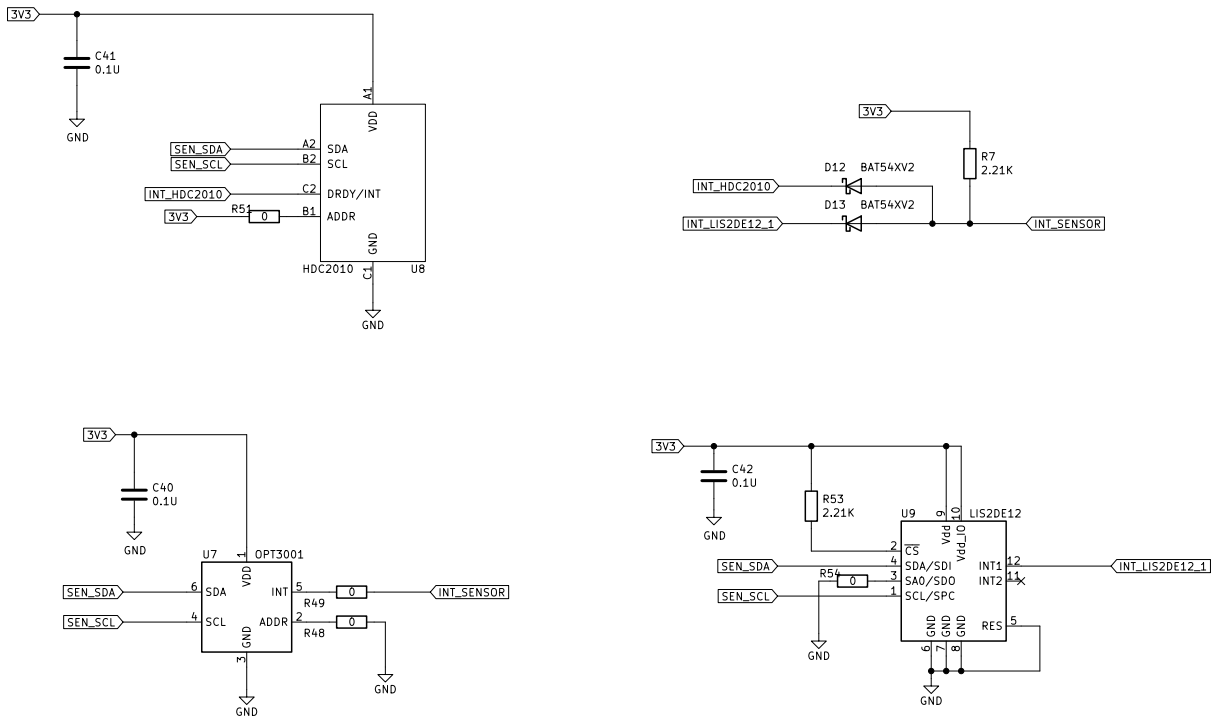 3V3
C41
0.1U
GND
A1
VDD
SEN_SDA
A2
SDA
SEN_SCL
B2
SCL
INT_HDC2010
C2
DRDY/INT
3V3
R51
0
B1
ADDR
GND
HDC2010
C1
U8
GND
3V3
R7
2.21K
D12
BAT54XV2
INT_HDC2010
D13
BAT54XV2
INT_LIS2DE12_1
INT_SENSOR
3V3
C40
0.1U
GND
U7
1
OPT3001
VDD
SEN_SDA
6
SDA
INT
5
0
INT_SENSOR
R49
SEN_SCL
4
SCL
ADDR
2
0
R48
GND
3
GND
GND
3V3
C42
0.1U
GND
R53
2.21K
U9
9
10
LIS2DE12
Vdd
Vdd_IO
2
CS
SEN_SDA
4
SDA/SDI
INT1
12
INT_LIS2DE12_1
R54
0
3
SA0/SDO
INT2
11
SEN_SCL
1
SCL/SPC
GND
GND
GND
GND
RES
5
6
7
8
GND